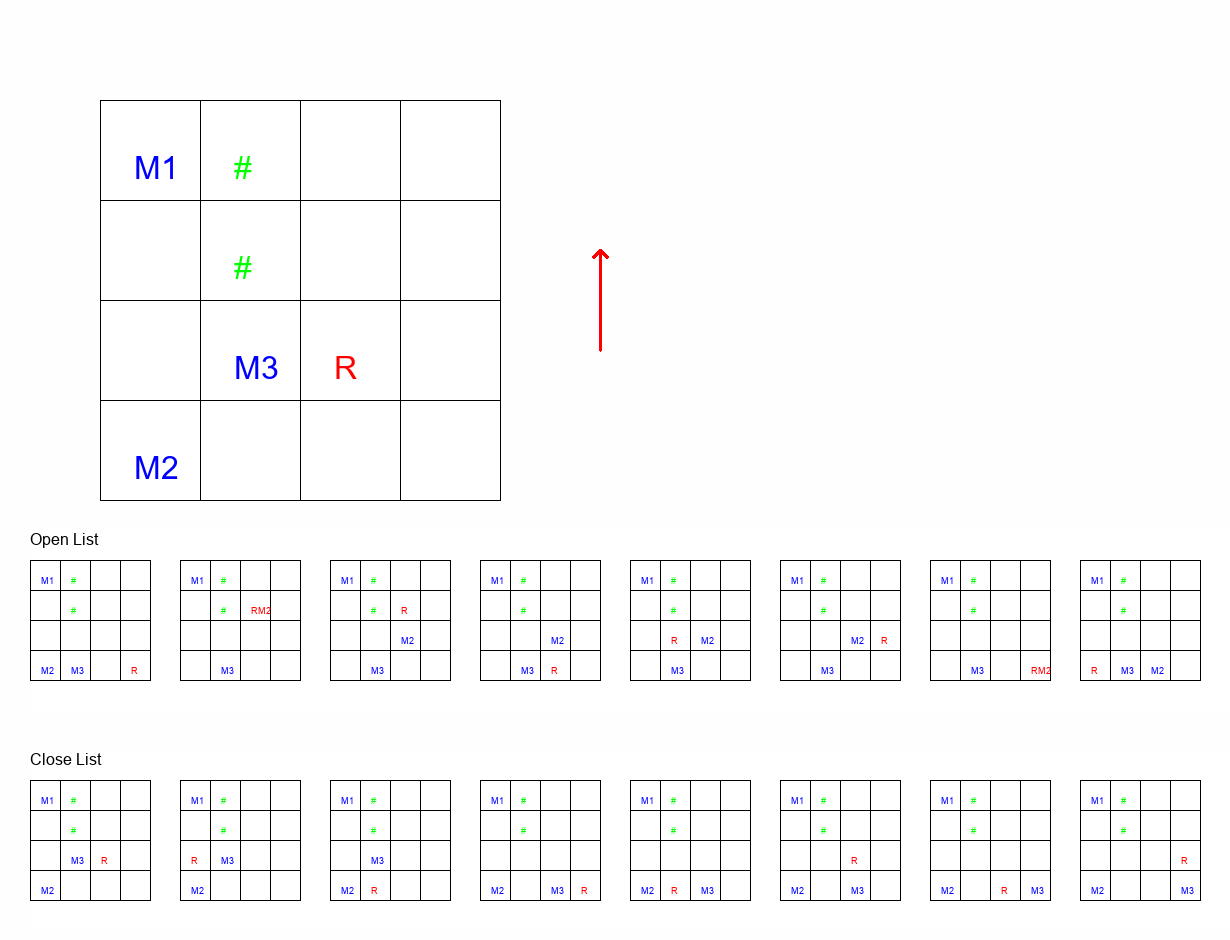 M1 #
#
M3 R
M2
Open List
M1 # M1 # M1 # M1 # M1 # M1 # M1 # M1 #
# # RM2 # R # # # # #
M2 M2 R M2 M2 R
M2 M3 R M3 M3 M3 R M3 M3 M3 RM2 R M3 M2
Close List
M1 # M1 # M1 # M1 # M1 # M1 # M1 # M1 #
# # # # # # # #
M3 R R M3 M3 R R
M2 M2 M2 R M2 M3 R M2 R M3 M2 M3 M2 R M3 M2 M3